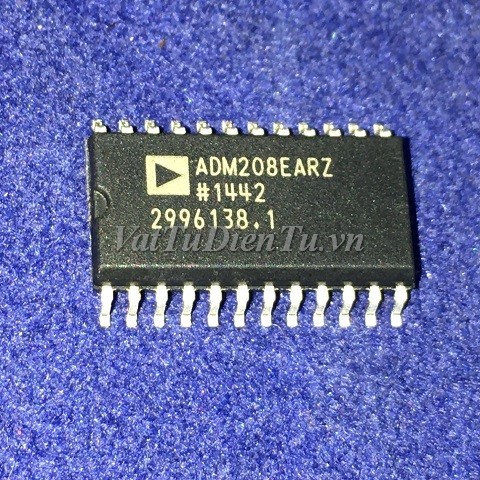 ADM208EARZ
#1442
2996138.1
VatTuDienTu.vn